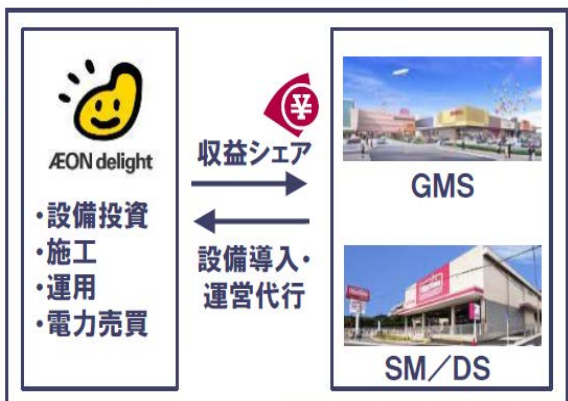 ÆON delight
・設備投資
・施工
・運用
・電力売買
¥
収益シェア
設備導入・
運営代行
GMS
SM／DS